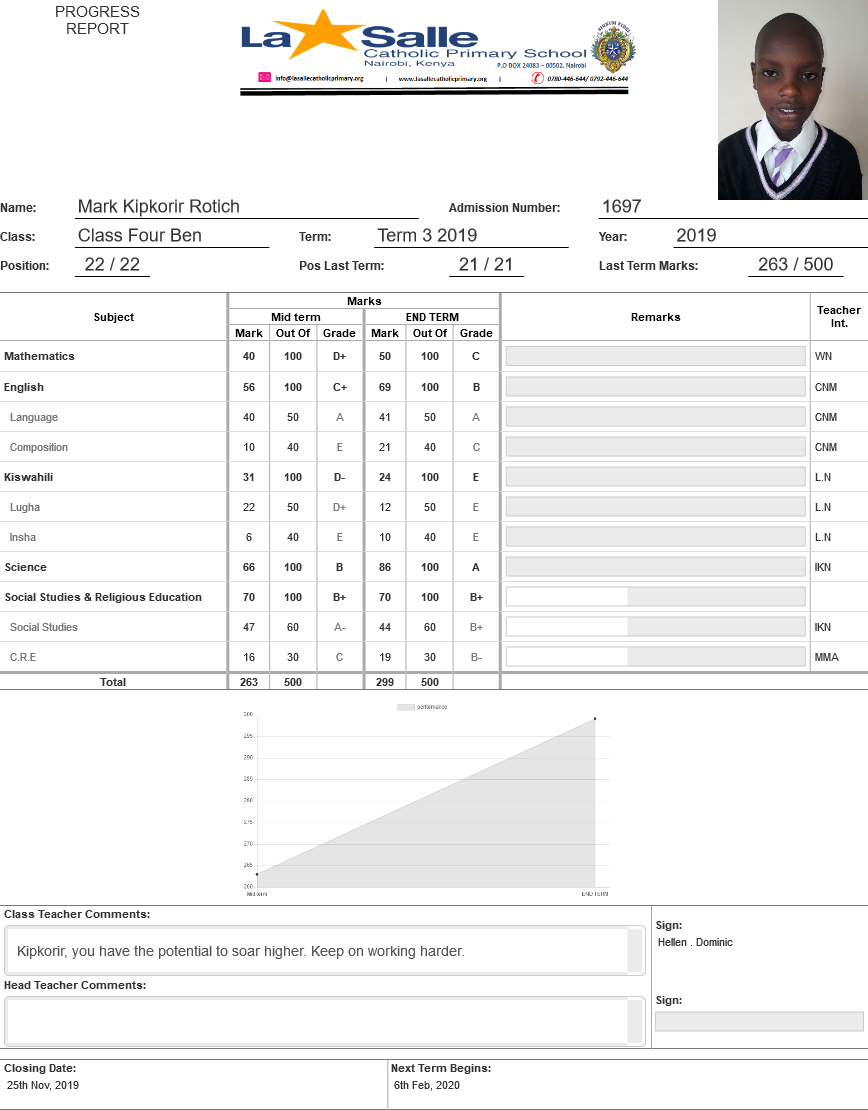 PROGRESS
REPORT
La Salle
Catholic Primary School
Nairobi, Kenya
P.O BOX 24083 – 00502, Nairobi
info@lasallecatholicprimary.org | www.lasallecatholicprimary.org | 0780-446-644/ 0792-446-644
Name: Mark Kipkorir Rotich Admission Number: 1697
Class: Class Four Ben Term: Term 3 2019 Year: 2019
Position: 22 / 22 Pos Last Term: 21 / 21 Last Term Marks: 263 / 500
Subject Marks Remarks Teacher Int.
Mid term END TERM
Mark Out Of Grade Mark Out Of Grade
Mathematics 40 100 D+ 50 100 C WN
English 56 100 C+ 69 100 B CNM
Language 40 50 A 41 50 A CNM
Composition 10 40 E 21 40 C CNM
Kiswahili 31 100 D- 24 100 E L.N
Lugha 22 50 D+ 12 50 E L.N
Insha 6 40 E 10 40 E L.N
Science 66 100 B 86 100 A IKN
Social Studies & Religious Education 70 100 B+ 70 100 B+
Social Studies 47 60 A- 44 60 B+ IKN
C.R.E 16 30 C 19 30 B- MMA
Total 263 500 299 500
performance
300
295
290
285
280
275
270
265
260
Mid term END TERM
Class Teacher Comments:
Kipkorir, you have the potential to soar higher. Keep on working harder.
Sign:
Hellen . Dominic
Head Teacher Comments:
Sign:
Closing Date: Next Term Begins:
25th Nov, 2019 6th Feb, 2020